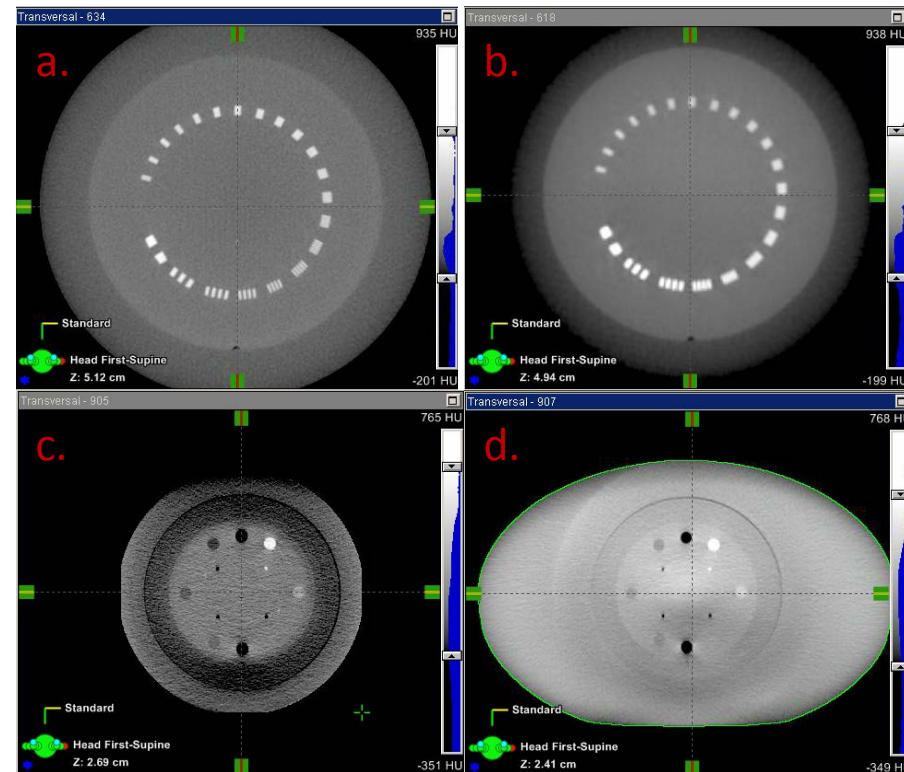 Transversal - 634
935 HU
a.
Standard
Head First-Supine
Z: 5.12 cm
-201 HU
Transversal - 618
938 HU
b.
Standard
Head First-Supine
Z: 4.94 cm
-199 HU
Transversal - 905
765 HU
c.
Standard
Head First-Supine
Z: 2.69 cm
-351 HU
Transversal - 907
768 HU
d.
Standard
Head First-Supine
Z: 2.41 cm
-349 HU